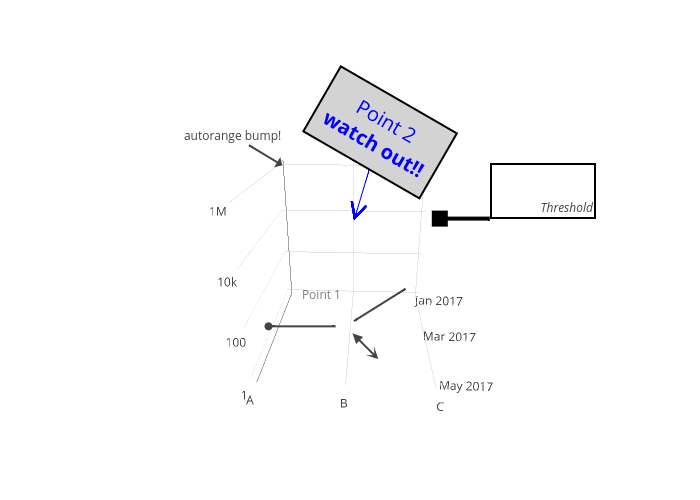 Point 2
watch out!!
autorange bump!
Threshold
1M
10k
100
1
Point 1
Jan 2017
Mar 2017
May 2017
A
B
C